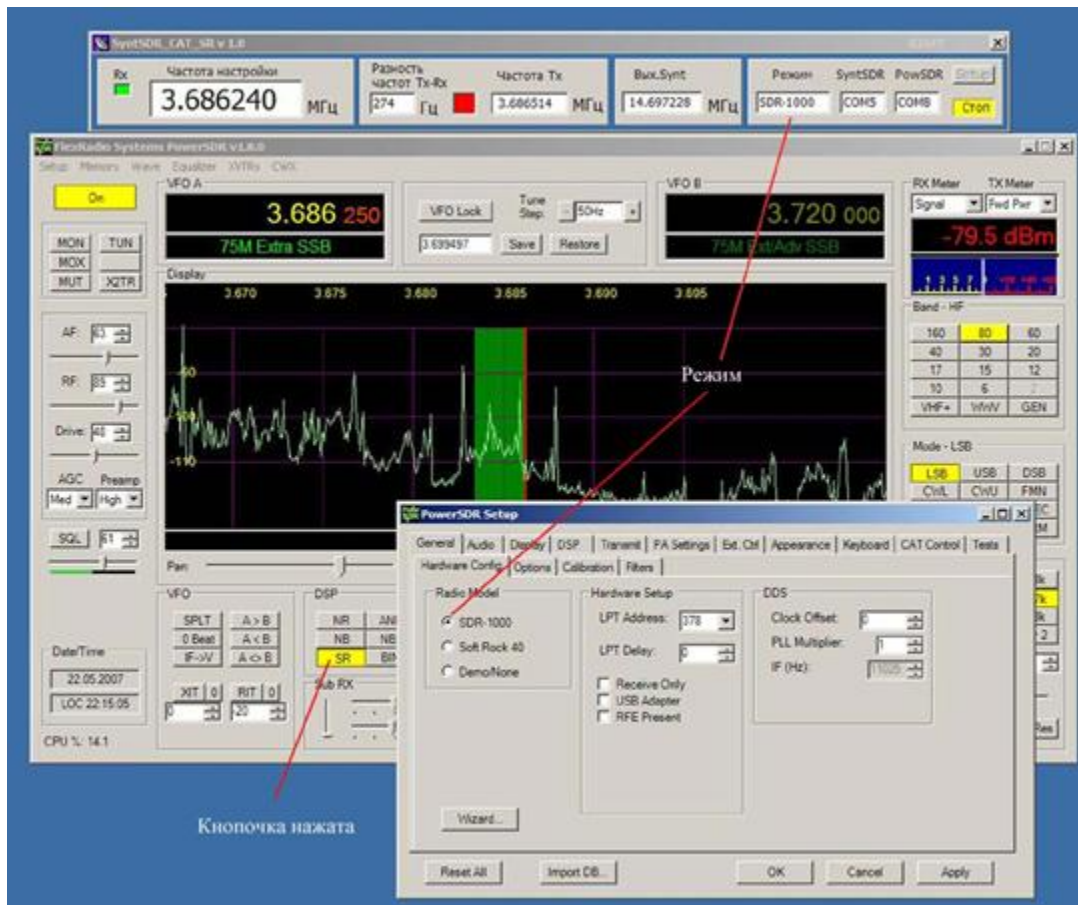 SyntSDR_CAT_SR v 1.0
Rx
Частота настройки
3.686240 МГц
Разность частот Tx-Rx
274 Гц
Частота Tx
3.686514 МГц
Вых.Synt
14.697228 МГц
Режим SyntSDR PowSDR Setup
SDR-1000 COM5 COM8 Стоп
FlexRadio Systems PowerSDR v1.8.0
Setup Memory Wave Equalizer XVTRs CWX
On
VFO A
3.686 250
75M Extra SSB
VFO Lock
Tune Step: - 50Hz +
3.699497 Save Restore
VFO B
3.720 000
75M Ext/Adv SSB
RX Meter TX Meter
Signal Fwd Pwr
-79.5 dBm
MON TUN
MOX
MUT X2TR
Display
3.670 3.675 3.680 3.685 3.690 3.695
-90
-100
-110
AF: 63
RF: 89
Drive: 48
AGC Preamp
Med High
SQL 61
Режим
Band - HF
160 80 60
40 30 20
17 15 12
10 6 2
VHF+ WWV GEN
Mode - LSB
LSB USB DSB
CWL CWU FMN
Pan:
VFO
SPLT A > B
0 Beat A < B
IF->V A <> B
XIT 0 RIT 0
0 -20
DSP
NR
NB
SR BIN
Sub RX
Date/Time
22.05.2007
LOC 22:15:05
CPU %: 14.1
Кнопочка нажата
PowerSDR Setup
General Audio Display DSP Transmit PA Settings Ext. Ctrl Appearance Keyboard CAT Control Tests
Hardware Config Options Calibration Filters
Radio Model
SDR-1000
Soft Rock 40
Demo/None
Hardware Setup
LPT Address: 378
LPT Delay: 0
Receive Only
USB Adapter
RFE Present
DDS
Clock Offset: 0
PLL Multiplier: 1
IF (Hz): 11025
Wizard...
Reset All Import DB... OK Cancel Apply